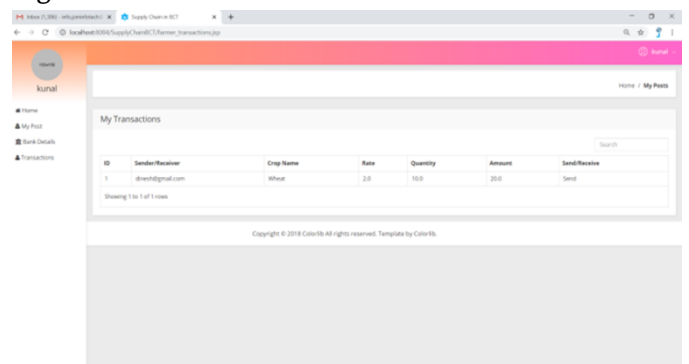 Inbox (1,386)
Supply Chain in BCT
localhost:8084/SupplyChainBCT/farmer_transactions.jsp
kunal
kunal
Home / My Posts
Home
My Post
Bank Details
Transactions
My Transactions
Search
ID Sender/Receiver Crop Name Rate Quantity Amount Send/Receive
1 dinesh@gmail.com Wheat 2.0 10.0 20.0 Send
Showing 1 to 1 of 1 rows
Copyright © 2018 Colorlib All rights reserved. Template by Colorlib.